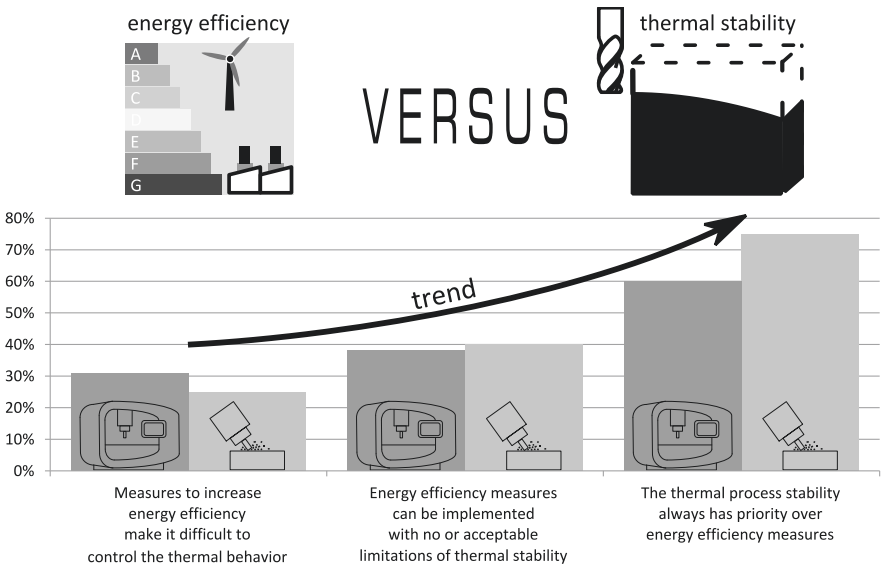 energy efficiency
thermal stability
A
B
C
D
E
F
G
VERSUS
80%
70%
60%
50%
40%
30%
20%
10%
0%
trend
Measures to increase
energy efficiency
make it difficult to
control the thermal behavior
Energy efficiency measures
can be implemented
with no or acceptable
limitations of thermal stability
The thermal process stability
always has priority over
energy efficiency measures